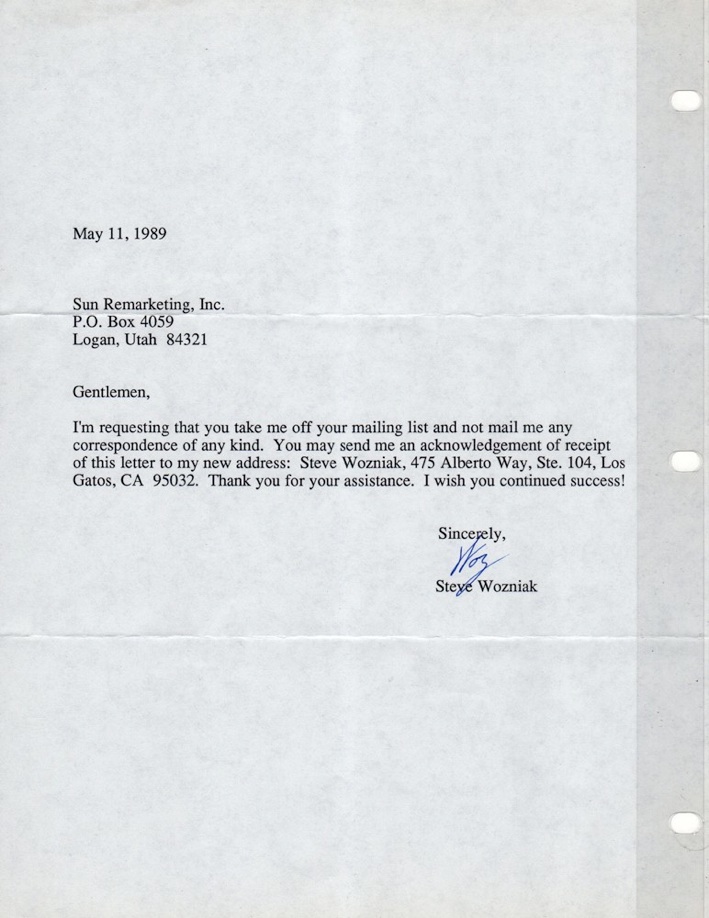 May 11, 1989
Sun Remarketing, Inc.
P.O. Box 4059
Logan, Utah  84321
Gentlemen,
I'm requesting that you take me off your mailing list and not mail me any
correspondence of any kind.  You may send me an acknowledgement of receipt
of this letter to my new address:  Steve Wozniak, 475 Alberto Way, Ste. 104, Los
Gatos, CA  95032.  Thank you for your assistance.  I wish you continued success!
Sincerely,
Woz
Steve Wozniak